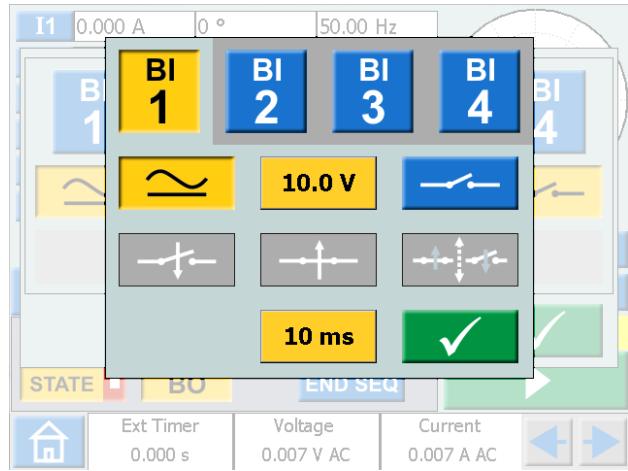 I1 0.000 A 0 ° 50.00 Hz
BI 1 BI 2 BI 3 BI 4
B BI
1 4
10.0 V
10 ms
STATE BO END SEQ
Ext Timer Voltage Current
0.000 s 0.007 V AC 0.007 A AC